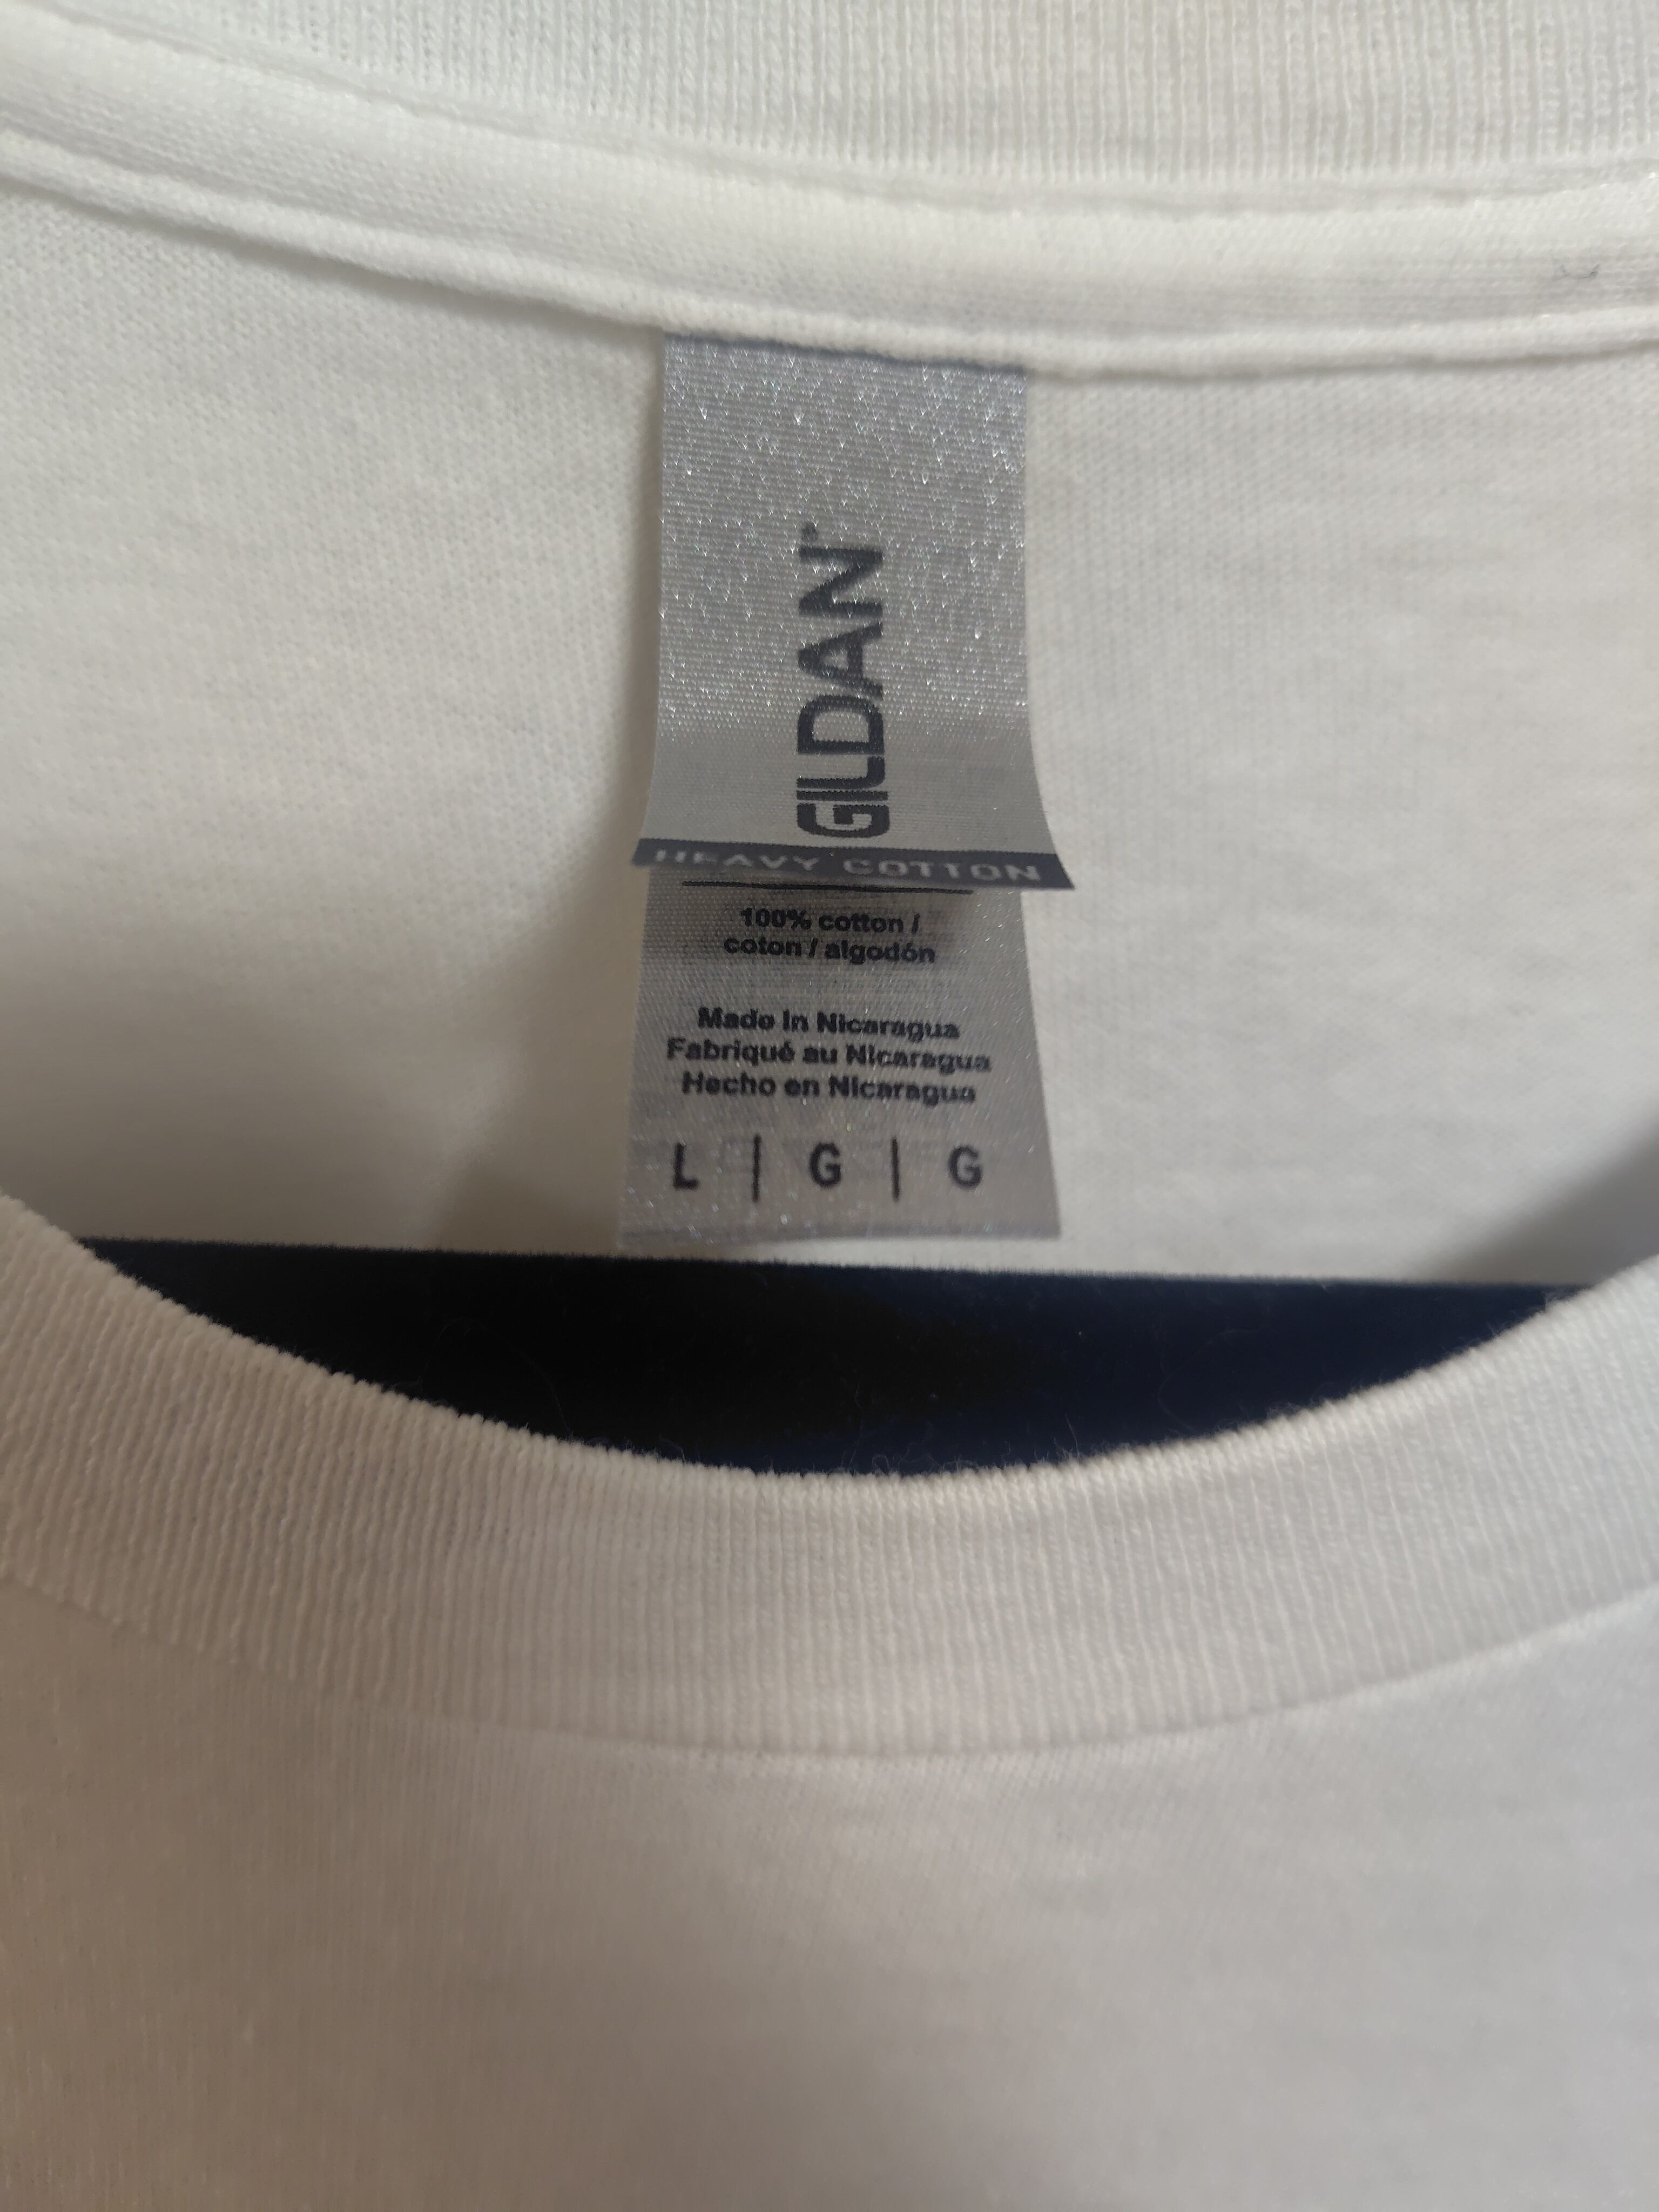 GILDAN®
HEAVY COTTON
100% cotton /
coton / algodón
Made in Nicaragua
Fabriqué au Nicaragua
Hecho en Nicaragua
L | G | G